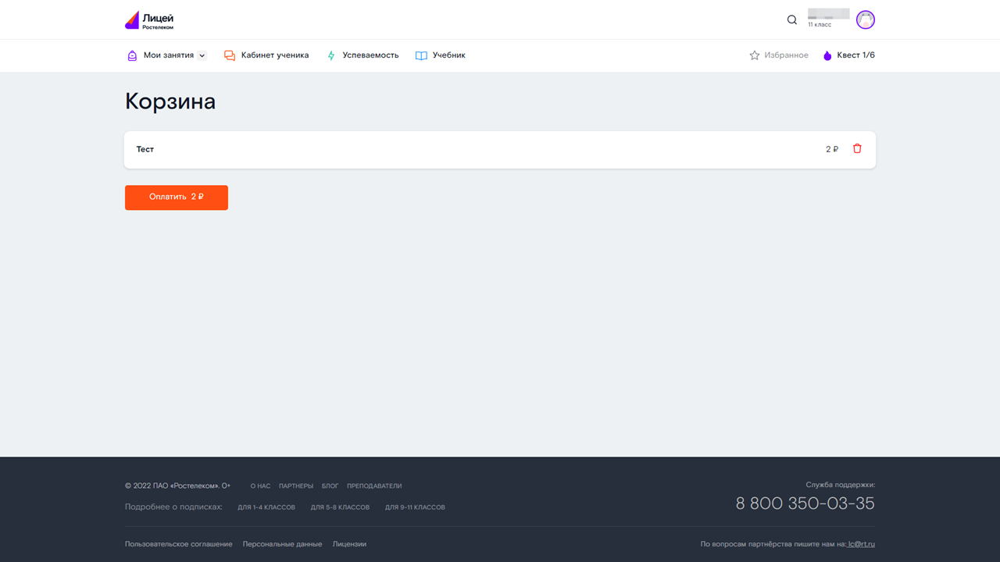 Лицей
Ростелеком
11 класс
Мои занятия
Кабинет ученика
Успеваемость
Учебник
Избранное
Квест 1/6
Корзина
Тест
2 ₽
Оплатить 2 ₽
© 2022 ПАО «Ростелеком». 0+
О НАС
ПАРТНЕРЫ
БЛОГ
ПРЕПОДАВАТЕЛИ
Служба поддержки:
8 800 350-03-35
Подробнее о подписках:
ДЛЯ 1-4 КЛАССОВ
ДЛЯ 5-8 КЛАССОВ
ДЛЯ 9-11 КЛАССОВ
Пользовательское соглашение
Персональные данные
Лицензии
По вопросам партнёрства пишите нам на: lc@rt.ru